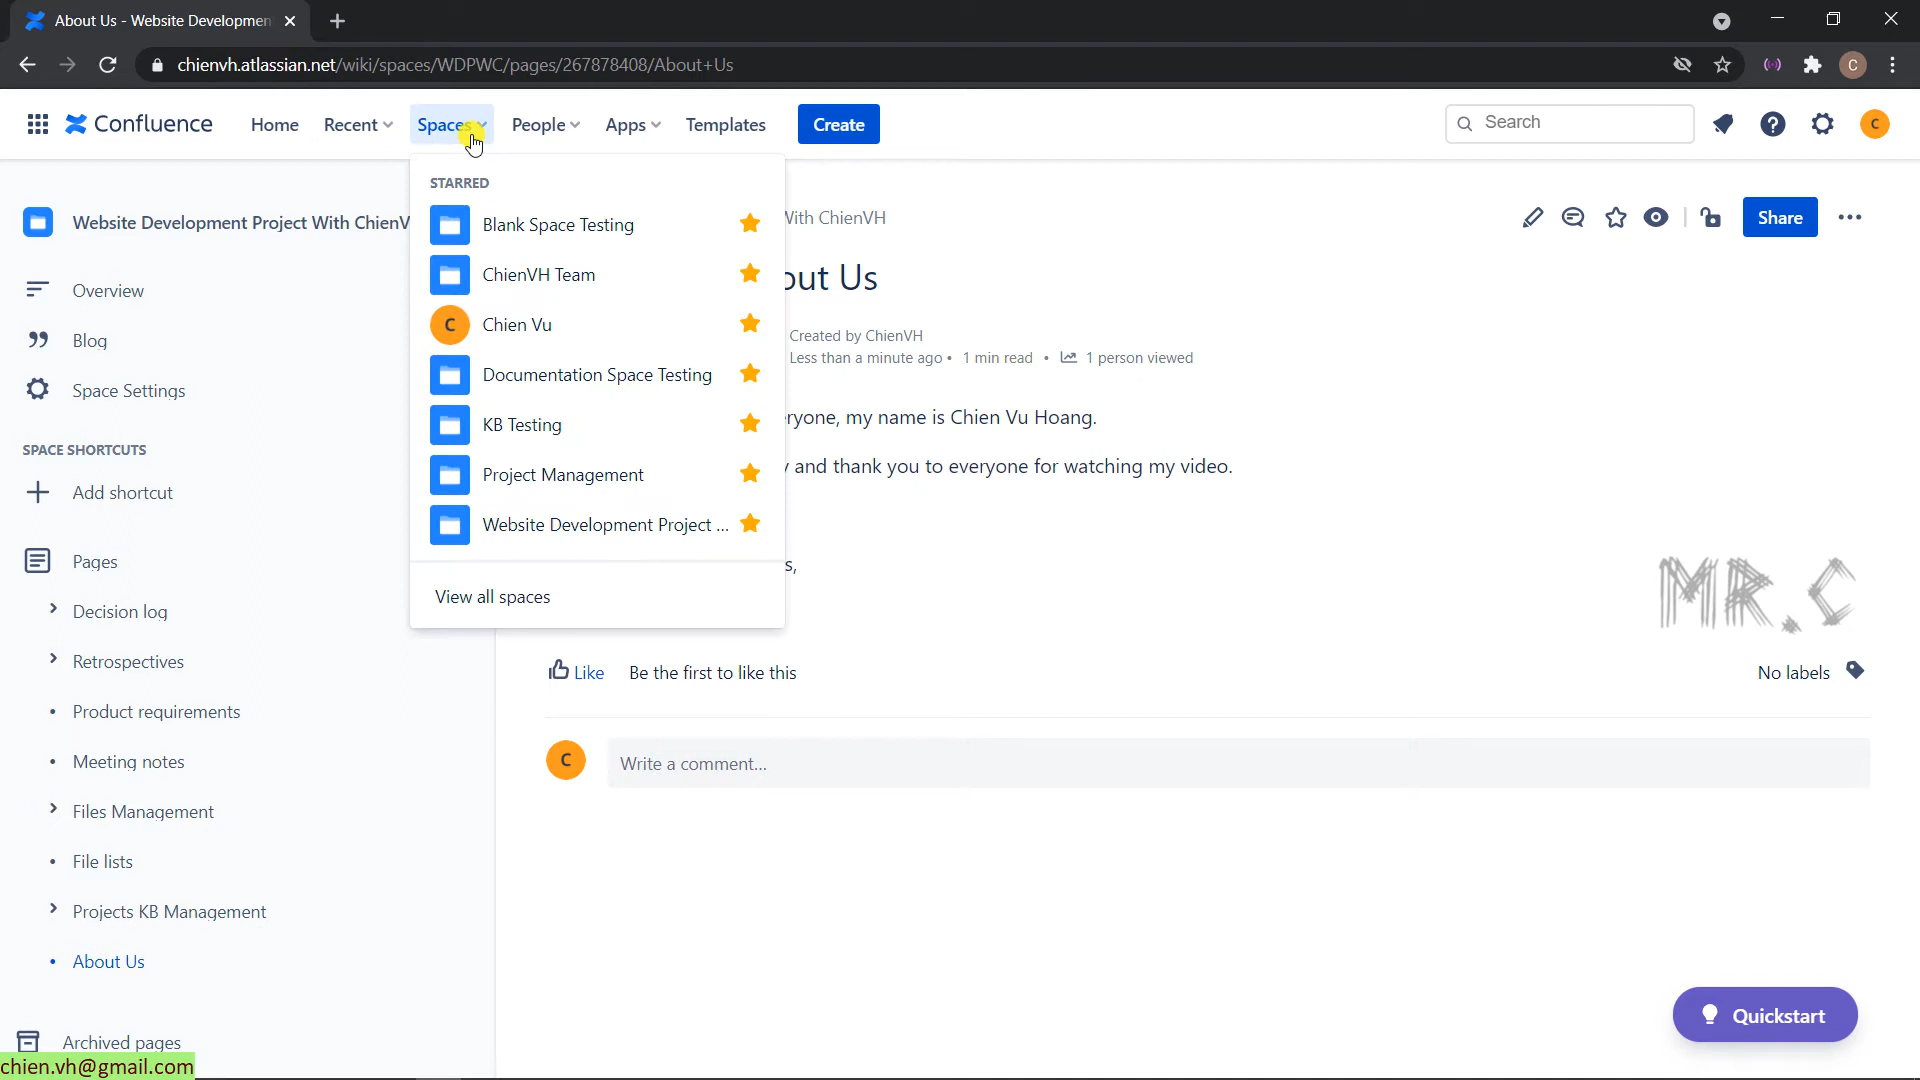 About Us - Website Developmen
chienvh.atlassian.net/wiki/spaces/WDPWC/pages/267878408/About+Us
C
Confluence
Home
Recent
Spaces
People
Apps
Templates
Create
Search
C
Website Development Project With ChienV
Overview
Blog
Space Settings
SPACE SHORTCUTS
Add shortcut
Pages
Decision log
Retrospectives
Product requirements
Meeting notes
Files Management
File lists
Projects KB Management
About Us
Archived pages
chien.vh@gmail.com
STARRED
Blank Space Testing
ChienVH Team
C Chien Vu
Documentation Space Testing
KB Testing
Project Management
Website Development Project ...
View all spaces
With ChienVH
Share
out Us
Created by ChienVH
Less than a minute ago • 1 min read • 1 person viewed
ryone, my name is Chien Vu Hoang.
y and thank you to everyone for watching my video.
s,
MR.C
Like Be the first to like this
No labels
C
Write a comment...
Quickstart